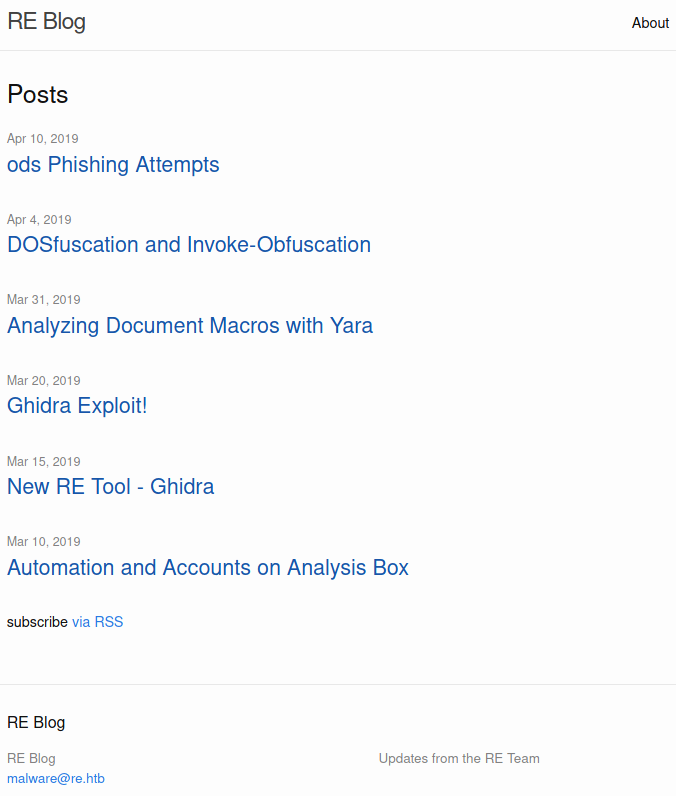 RE Blog
About
Posts
Apr 10, 2019
ods Phishing Attempts
Apr 4, 2019
DOSfuscation and Invoke-Obfuscation
Mar 31, 2019
Analyzing Document Macros with Yara
Mar 20, 2019
Ghidra Exploit!
Mar 15, 2019
New RE Tool - Ghidra
Mar 10, 2019
Automation and Accounts on Analysis Box
subscribe via RSS
RE Blog
RE Blog
malware@re.htb
Updates from the RE Team